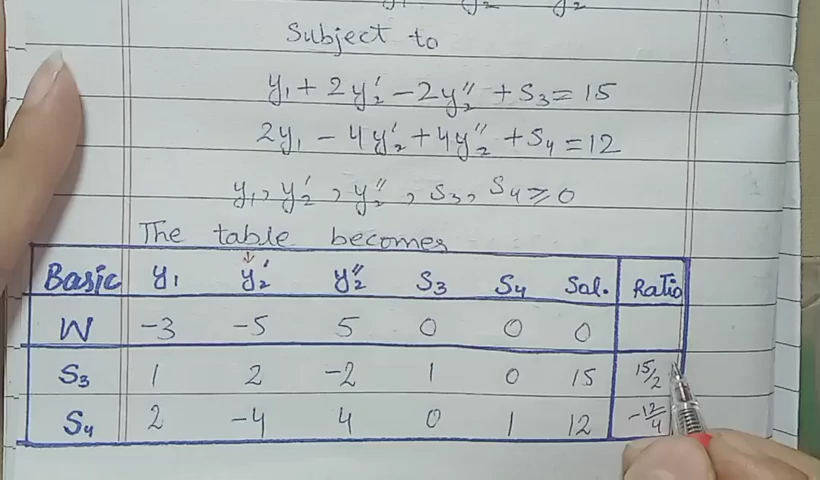 Subject to
y₁ + 2y₂′ − 2y₂″ + S₃ = 15
2y₁ − 4y₂′ + 4y₂″ + S₄ = 12
y₁, y₂′, y₂″, S₃, S₄ ≥ 0
The table becomes
Basic y₁ y₂′ y₂″ S₃ S₄ Sol. Ratio
W −3 −5 5 0 0 0
S₃ 1 2 −2 1 0 15 15/2
S₄ 2 −4 4 0 1 12 −12/4